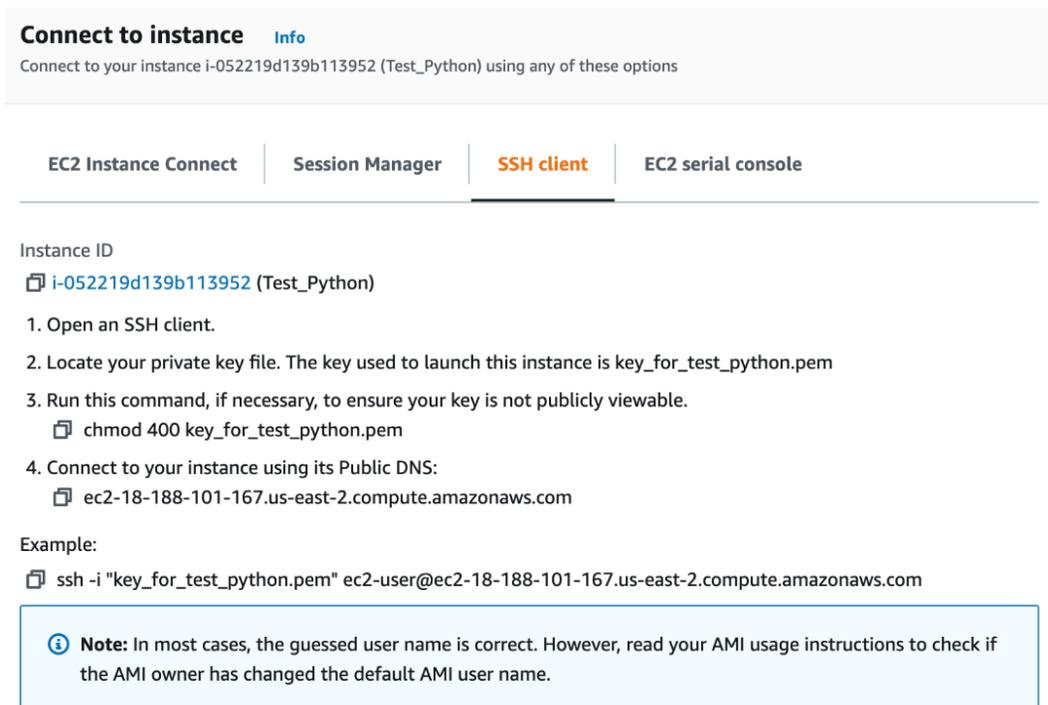 Connect to instance Info
Connect to your instance i-052219d139b113952 (Test_Python) using any of these options
EC2 Instance Connect
Session Manager
SSH client
EC2 serial console
Instance ID
i-052219d139b113952 (Test_Python)
1. Open an SSH client.
2. Locate your private key file. The key used to launch this instance is key_for_test_python.pem
3. Run this command, if necessary, to ensure your key is not publicly viewable.
chmod 400 key_for_test_python.pem
4. Connect to your instance using its Public DNS:
ec2-18-188-101-167.us-east-2.compute.amazonaws.com
Example:
ssh -i "key_for_test_python.pem" ec2-user@ec2-18-188-101-167.us-east-2.compute.amazonaws.com
Note: In most cases, the guessed user name is correct. However, read your AMI usage instructions to check if
the AMI owner has changed the default AMI user name.